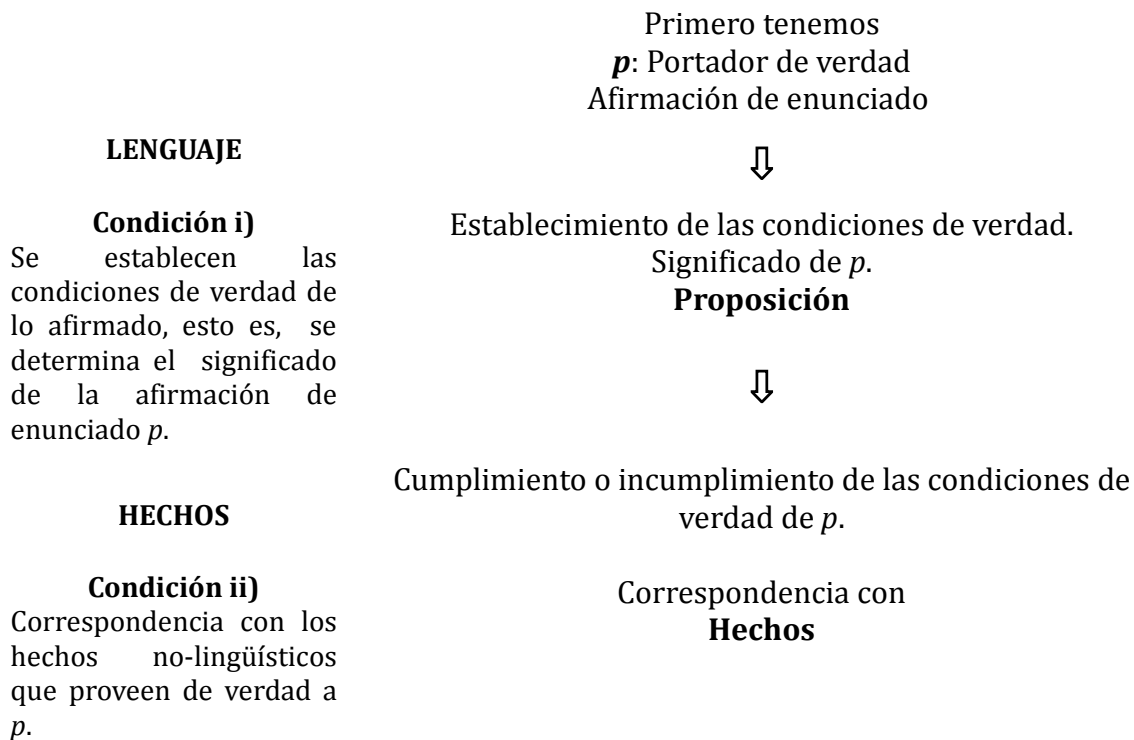 Primero tenemos
p: Portador de verdad
Afirmación de enunciado
LENGUAJE
Condición i)
Se establecen las
condiciones de verdad de
lo afirmado, esto es, se
determina el significado
de la afirmación de
enunciado p.
Establecimiento de las condiciones de verdad.
Significado de p.
Proposición
Cumplimiento o incumplimiento de las condiciones de
verdad de p.
HECHOS
Condición ii)
Correspondencia con los
hechos no-lingüísticos
que proveen de verdad a
p.
Correspondencia con
Hechos